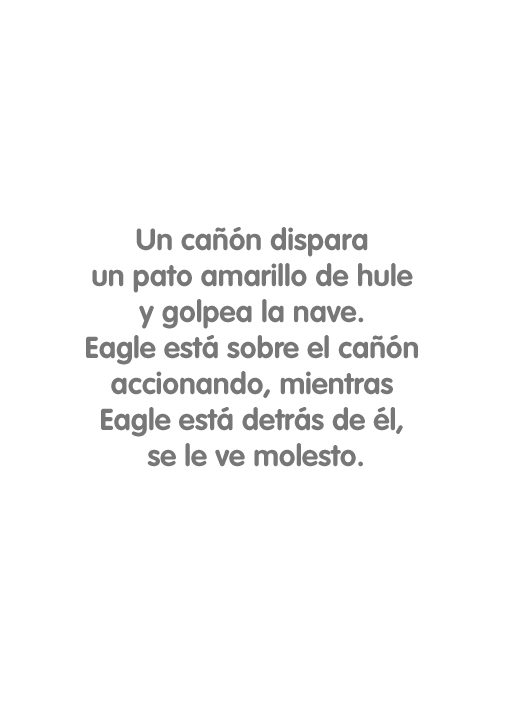 Un cañón dispara
un pato amarillo de hule
y golpea la nave.
Eagle está sobre el cañón
accionando, mientras
Eagle está detrás de él,
se le ve molesto.